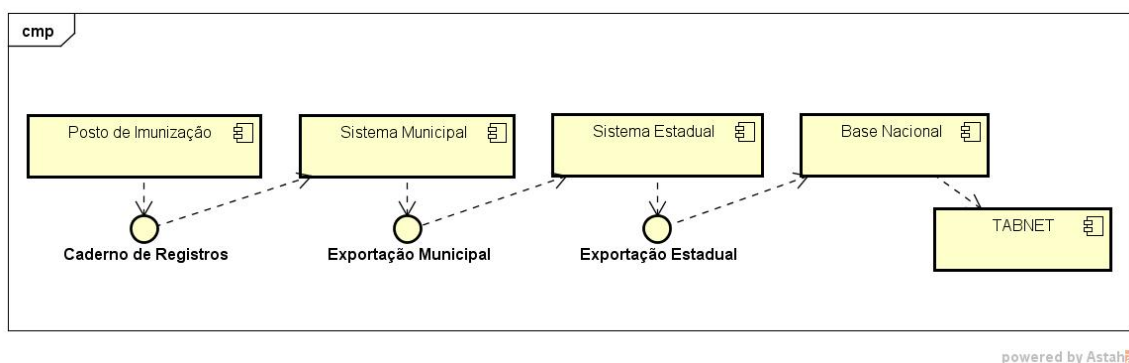 cmp
Posto de Imunização
Sistema Municipal
Sistema Estadual
Base Nacional
TABNET
Caderno de Registros
Exportação Municipal
Exportação Estadual
powered by Astah